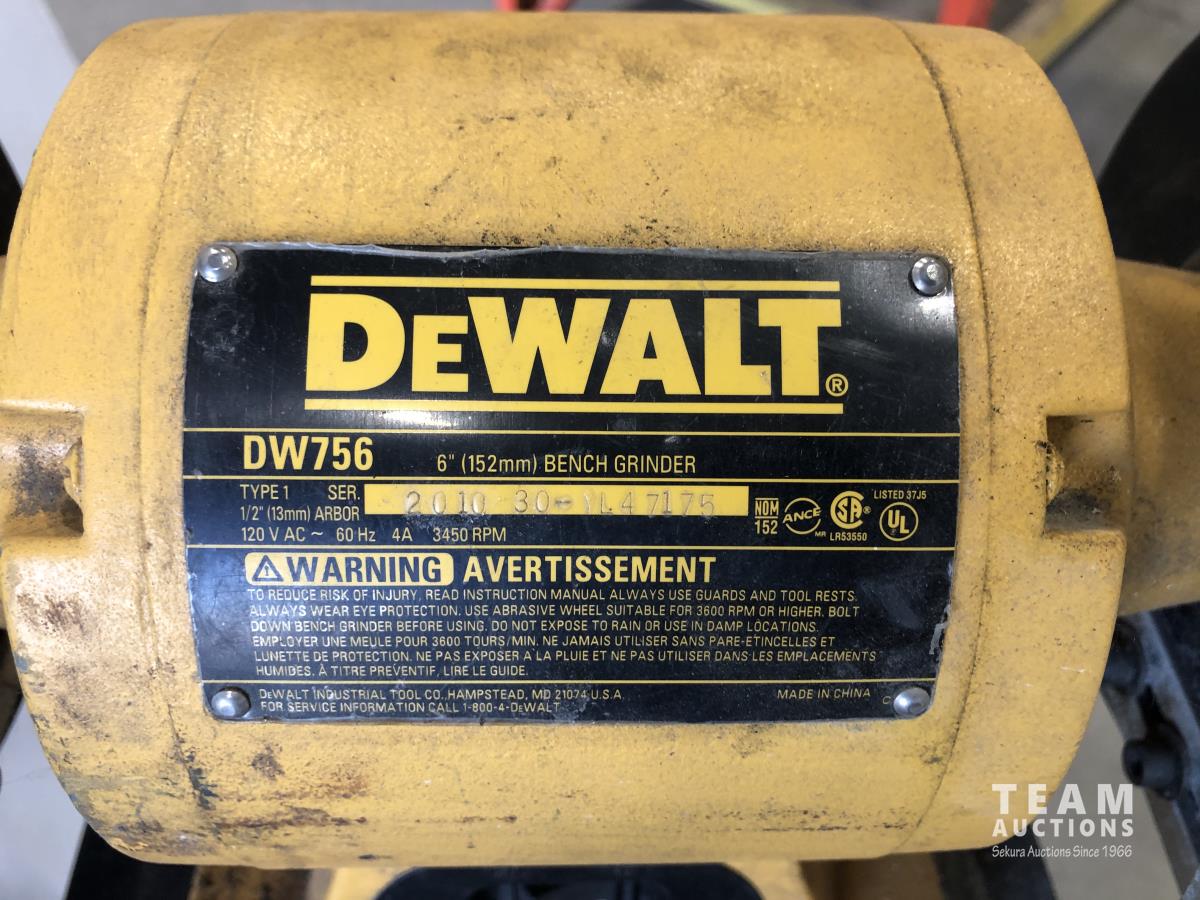 DEWALT®
DW756 6" (152mm) BENCH GRINDER
TYPE 1 SER. 2010 30-YL47175
1/2" (13mm) ARBOR
120 V AC ~ 60 Hz 4A 3450 RPM
NOM 152 ANCE MR SA ® LR53550 LISTED 37J5 UL
WARNING AVERTISSEMENT
TO REDUCE RISK OF INJURY, READ INSTRUCTION MANUAL ALWAYS USE GUARDS AND TOOL RESTS.
ALWAYS WEAR EYE PROTECTION. USE ABRASIVE WHEEL SUITABLE FOR 3600 RPM OR HIGHER. BOLT
DOWN BENCH GRINDER BEFORE USING. DO NOT EXPOSE TO RAIN OR USE IN DAMP LOCATIONS.
EMPLOYER UNE MEULE POUR 3600 TOURS/MIN. NE JAMAIS UTILISER SANS PARE-ETINCELLES ET
LUNETTE DE PROTECTION. NE PAS EXPOSER A LA PLUIE ET NE PAS UTILISER DANS LES EMPLACEMENTS
HUMIDES. À TITRE PREVENTIF, LIRE LE GUIDE.
DEWALT INDUSTRIAL TOOL CO., HAMPSTEAD, MD 21074 U.S.A. MADE IN CHINA C
FOR SERVICE INFORMATION CALL 1-800-4-DEWALT
TEAM
AUCTIONS
Sekura Auctions Since 1966